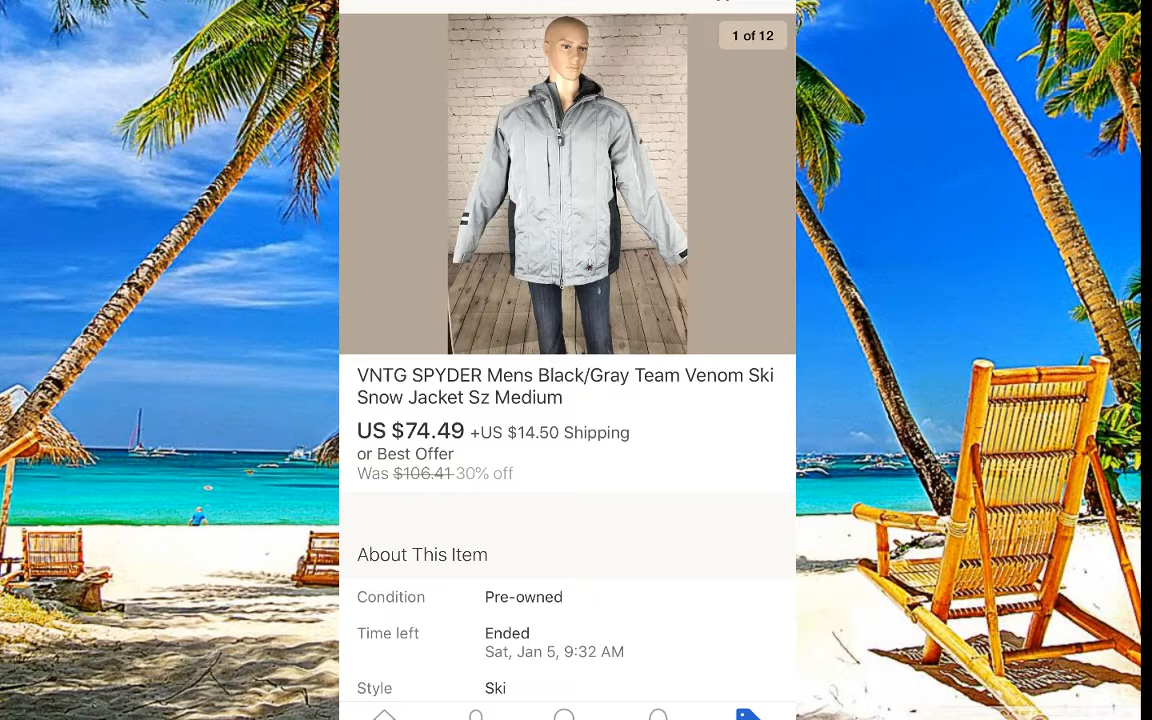 1 of 12
VNTG SPYDER Mens Black/Gray Team Venom Ski
Snow Jacket Sz Medium
US $74.49 +US $14.50 Shipping
or Best Offer
Was $106.41 30% off
About This Item
Condition Pre-owned
Time left Ended
Sat, Jan 5, 9:32 AM
Style Ski